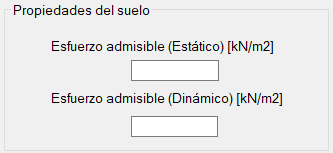 Propiedades del suelo
Esfuerzo admisible (Estático) [kN/m2]
Esfuerzo admisible (Dinámico) [kN/m2]